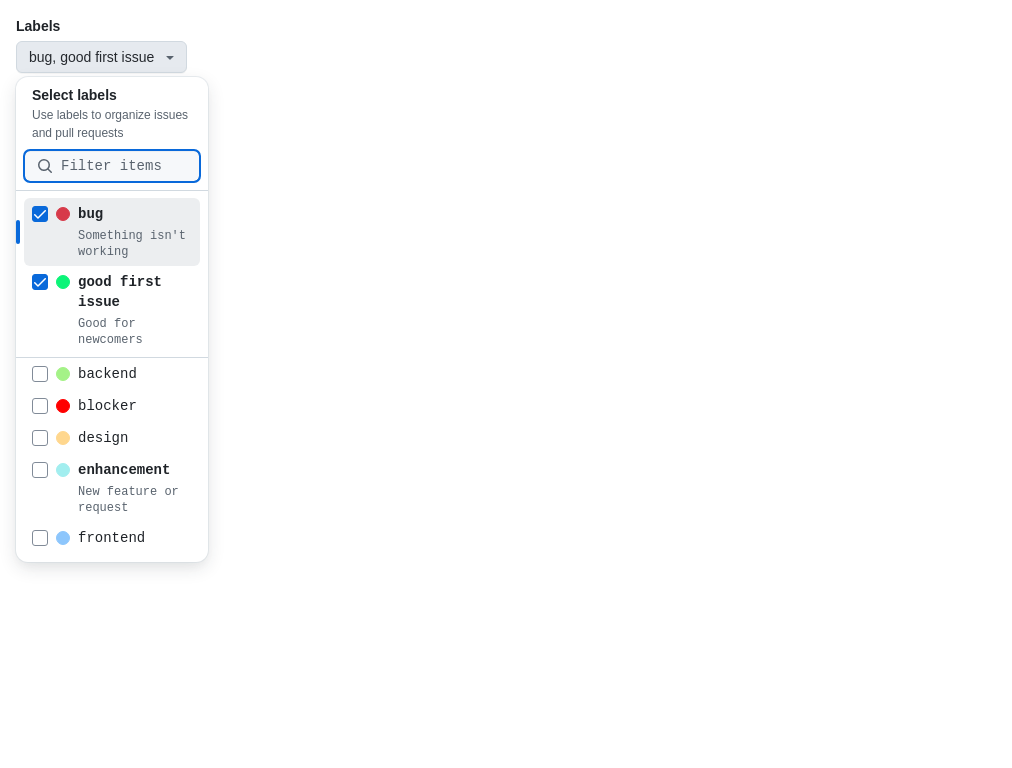 Labels
bug, good first issue
Select labels
Use labels to organize issues
and pull requests
Filter items
bug
Something isn't
working
good first
issue
Good for
newcomers
backend
blocker
design
enhancement
New feature or
request
frontend